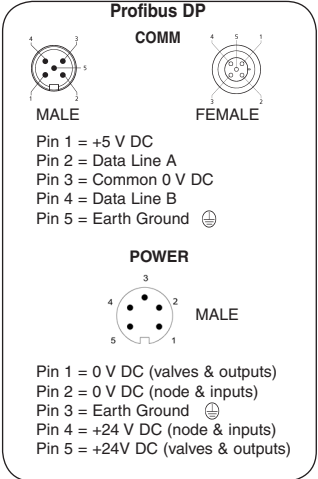 Profibus DP
COMM
4 3
5
1 2
4 5 1
3 2
MALE FEMALE
Pin 1 = +5 V DC
Pin 2 = Data Line A
Pin 3 = Common 0 V DC
Pin 4 = Data Line B
Pin 5 = Earth Ground
POWER
3
4 2
5 1
MALE
Pin 1 = 0 V DC (valves & outputs)
Pin 2 = 0 V DC (node & inputs)
Pin 3 = Earth Ground
Pin 4 = +24 V DC (node & inputs)
Pin 5 = +24V DC (valves & outputs)